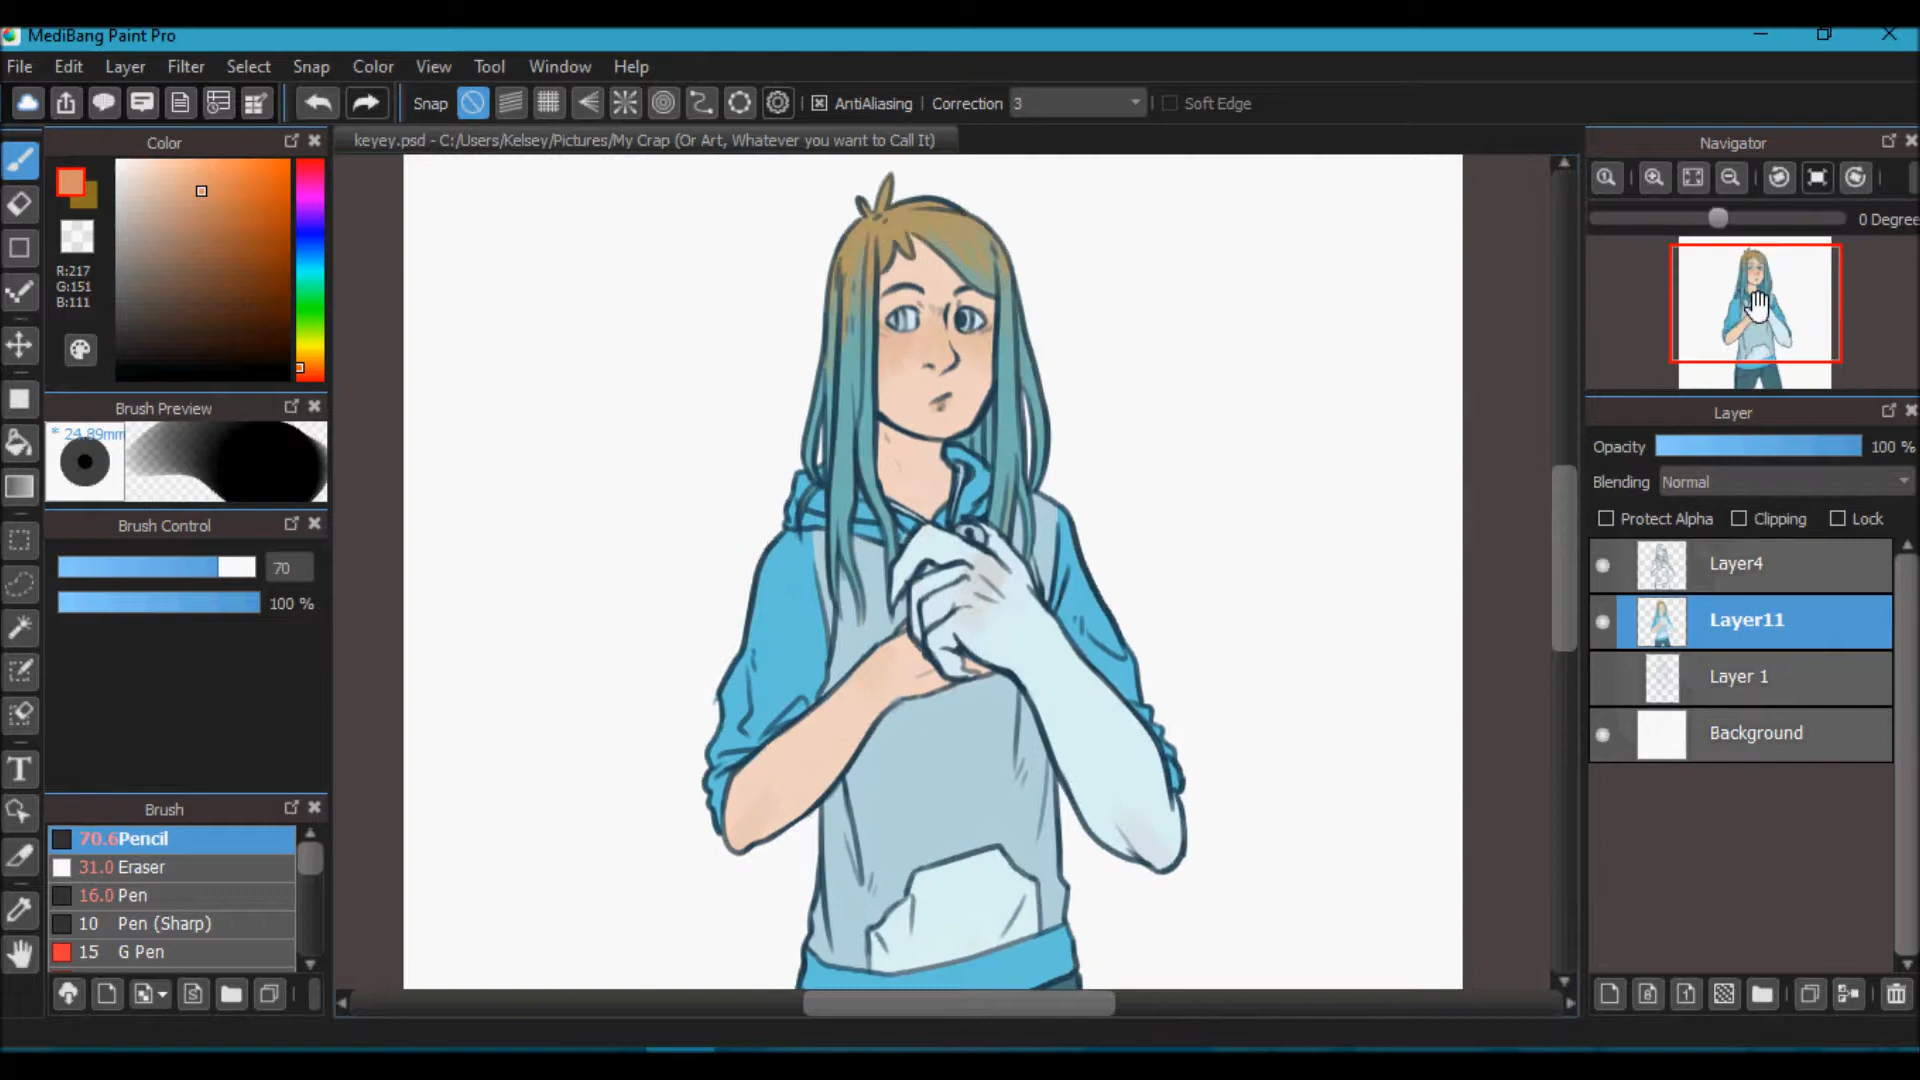 MediBang Paint Pro
File Edit Layer Filter Select Snap Color View Tool Window Help
Snap AntiAliasing Correction 3 Soft Edge
keyey.psd - C:/Users/Kelsey/Pictures/My Crap (Or Art, Whatever you want to Call It)
Color
R:217
G:151
B:111
Brush Preview
* 24.89mm
Brush Control
70
100 %
Brush
70.6 Pencil
31.0 Eraser
16.0 Pen
10 Pen (Sharp)
15 G Pen
Navigator
0 Degree
Layer
Opacity 100 %
Blending Normal
Protect Alpha Clipping Lock
Layer4
Layer11
Layer 1
Background